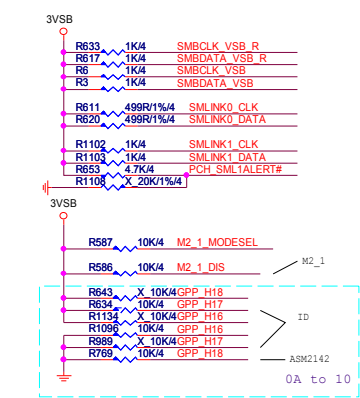 3VSB
R633 1K/4 SMBCLK_VSB_R
R617 1K/4 SMBDATA_VSB_R
R6 1K/4 SMBCLK_VSB
R3 1K/4 SMBDATA_VSB
R611 499R/1%/4 SMLINK0_CLK
R620 499R/1%/4 SMLINK0_DATA
R1102 1K/4 SMLINK1_CLK
R1103 1K/4 SMLINK1_DATA
R653 4.7K/4 PCH_SML1ALERT#
R1108 X_20K/1%/4
3VSB
R587 10K/4 M2_1_MODESEL
R586 10K/4 M2_1_DIS M2_1
R643 X_10K/4 GPP_H18
R634 10K/4 GPP_H17
R1134 X_10K/4 GPP_H16 ID
R1096 10K/4 GPP_H16
R989 X_10K/4 GPP_H17
R769 10K/4 GPP_H18 ASM2142
0A to 10